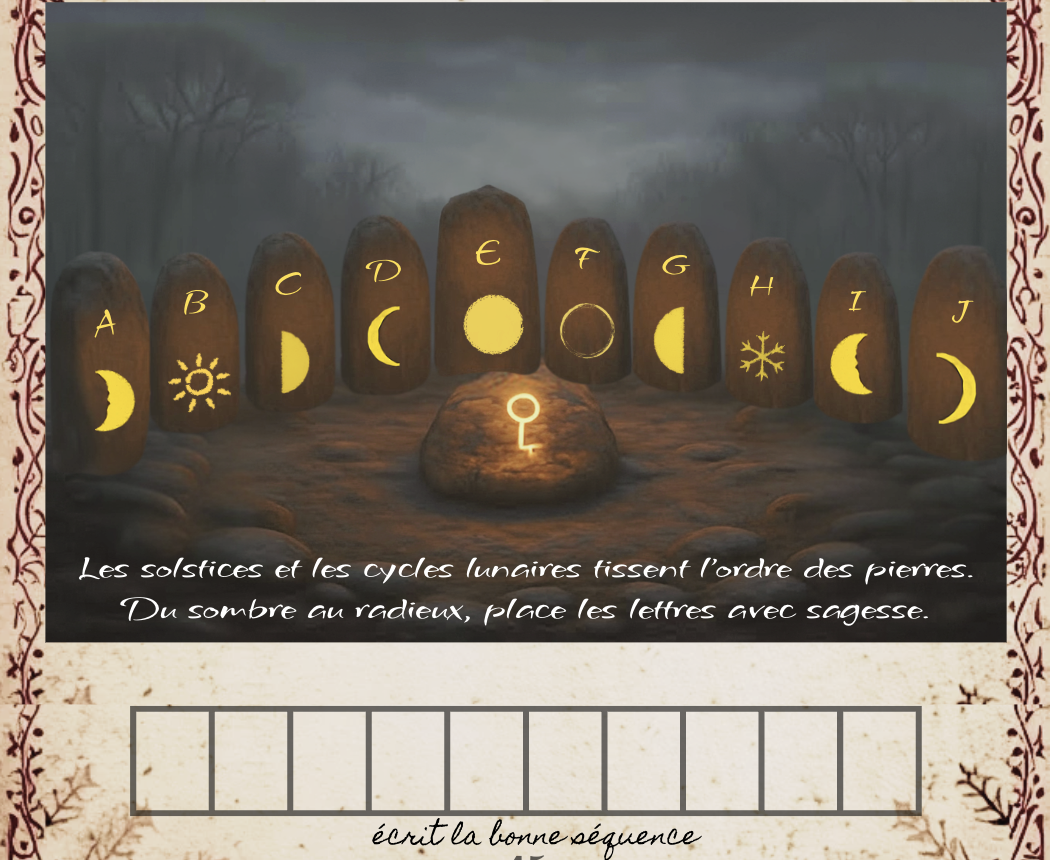 A
B
C
D
E
F
G
H
I
J
Les solstices et les cycles lunaires tissent l'ordre des pierres.
Du sombre au radieux, place les lettres avec sagesse.
écrit la bonne séquence